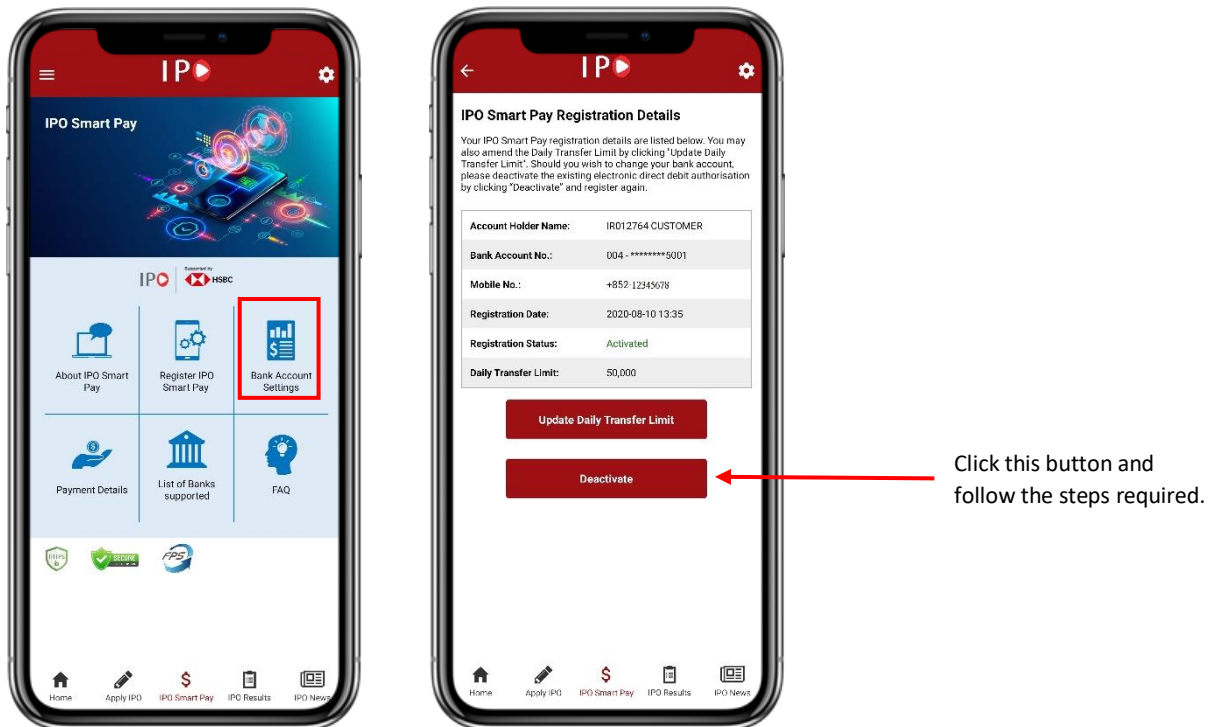 IPO
IPO Smart Pay
IPO
Supported by
HSBC
About IPO Smart
Pay
Register IPO
Smart Pay
Bank Account
Settings
Payment Details
List of Banks
supported
FAQ
HTTPS
SECURE
FPS
Home
Apply IPO
IPO Smart Pay
IPO Results
IPO News
IPO
IPO Smart Pay Registration Details
Your IPO Smart Pay registration details are listed below. You may
also amend the Daily Transfer Limit by clicking "Update Daily
Transfer Limit". Should you wish to change your bank account,
please deactivate the existing electronic direct debit authorisation
by clicking "Deactivate" and register again.
Account Holder Name: IR012764 CUSTOMER
Bank Account No.: 004 - ********5001
Mobile No.: +852-12345678
Registration Date: 2020-08-10 13:35
Registration Status: Activated
Daily Transfer Limit: 50,000
Update Daily Transfer Limit
Deactivate
Home
Apply IPO
IPO Smart Pay
IPO Results
IPO News
Click this button and
follow the steps required.